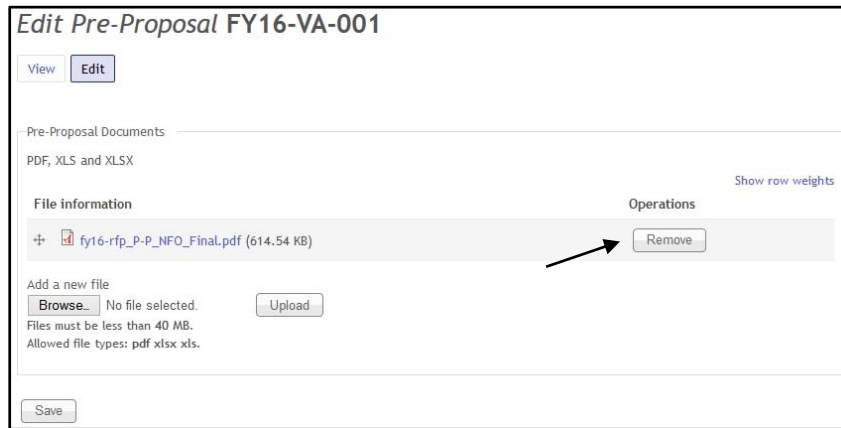 Edit Pre-Proposal FY16-VA-001
View Edit
Pre-Proposal Documents
PDF, XLS and XLSX
Show row weights
File information Operations
fy16-rfp_P-P_NFO_Final.pdf (614.54 KB) Remove
Add a new file
Browse_ No file selected. Upload
Files must be less than 40 MB.
Allowed file types: pdf xlsx xls.
Save